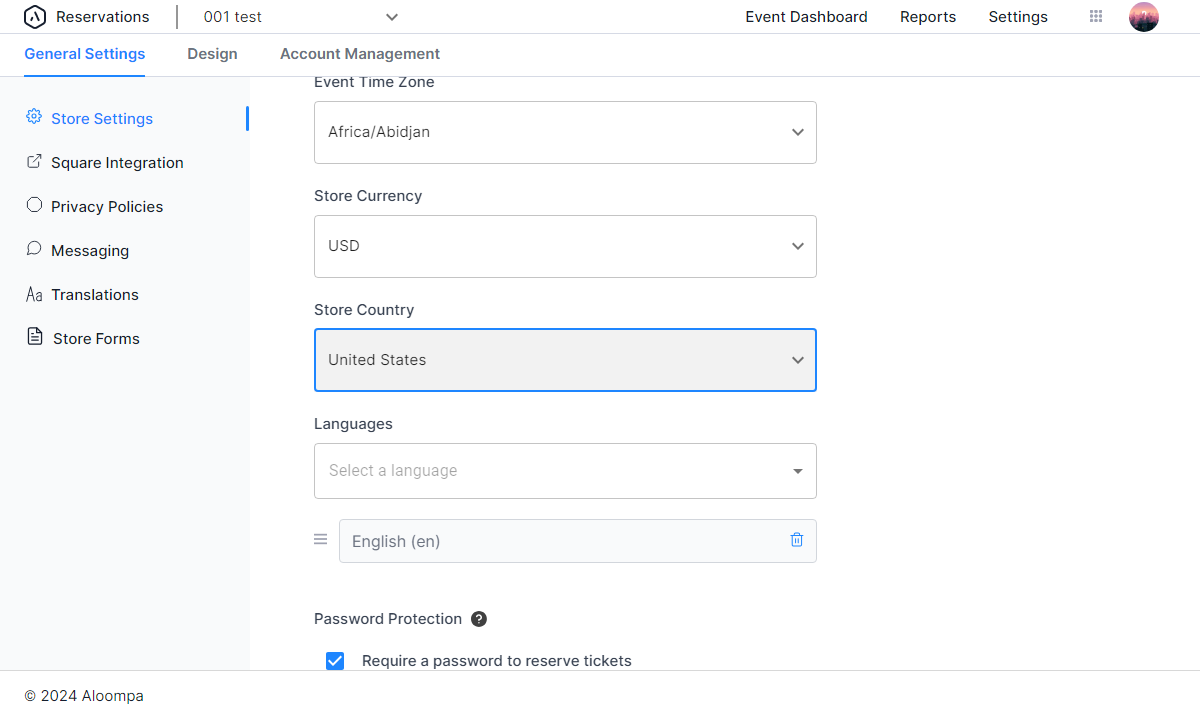 Reservations
001 test
Event Dashboard
Reports
Settings
General Settings
Design
Account Management
Store Settings
Square Integration
Privacy Policies
Messaging
Aa Translations
Store Forms
Event Time Zone
Africa/Abidjan
Store Currency
USD
Store Country
United States
Languages
Select a language
English (en)
Password Protection ?
Require a password to reserve tickets
© 2024 Aloompa